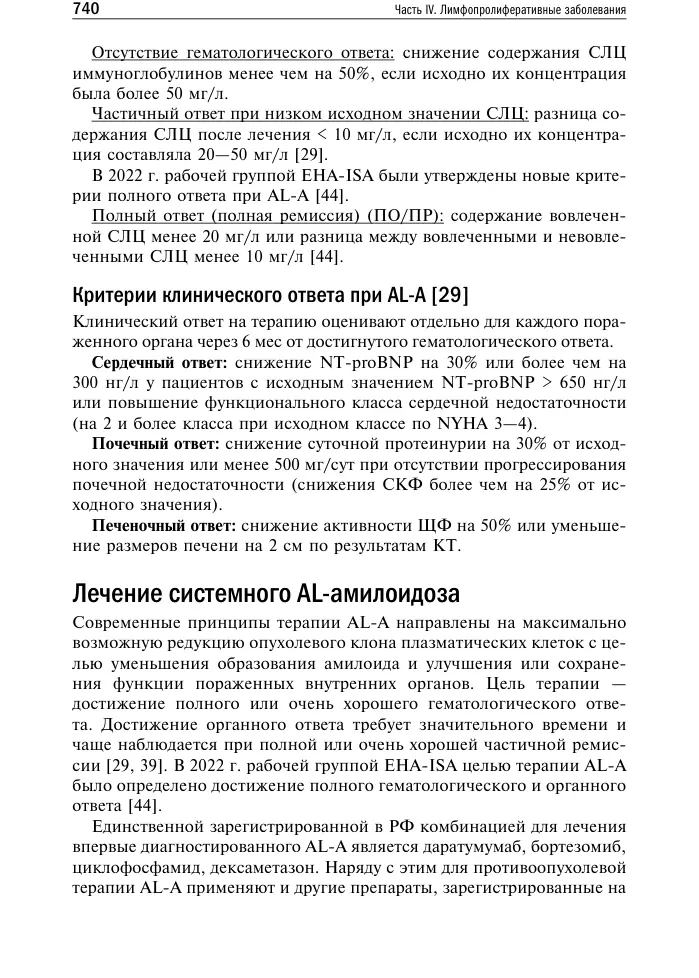 740
Часть IV. Лимфопролиферативные заболевания
Отсутствие гематологического ответа: снижение содержания СЛЦ
иммуноглобулинов менее чем на 50%, если исходно их концентрация
была более 50 мг/л.
Частичный ответ при низком исходном значении СЛЦ: разница со-
держания СЛЦ после лечения < 10 мг/л, если исходно их концентра-
ция составляла 20—50 мг/л [29].
В 2022 г. рабочей группой EHA-ISA были утверждены новые крите-
рии полного ответа при AL-A [44].
Полный ответ (полная ремиссия) (ПО/ПР): содержание вовлечен-
ной СЛЦ менее 20 мг/л или разница между вовлеченными и невовле-
ченными СЛЦ менее 10 мг/л [44].
Критерии клинического ответа при AL-A [29]
Клинический ответ на терапию оценивают отдельно для каждого пора-
женного органа через 6 мес от достигнутого гематологического ответа.
Сердечный ответ: снижение NT-proBNP на 30% или более чем на
300 нг/л у пациентов с исходным значением NT-proBNP > 650 нг/л
или повышение функционального класса сердечной недостаточности
(на 2 и более класса при исходном классе по NYHA 3—4).
Почечный ответ: снижение суточной протеинурии на 30% от исход-
ного значения или менее 500 мг/сут при отсутствии прогрессирования
почечной недостаточности (снижения СКФ более чем на 25% от ис-
ходного значения).
Печеночный ответ: снижение активности ЩФ на 50% или уменьше-
ние размеров печени на 2 см по результатам КТ.
Лечение системного AL-амилоидоза
Современные принципы терапии AL-A направлены на максимально
возможную редукцию опухолевого клона плазматических клеток с це-
лью уменьшения образования амилоида и улучшения или сохране-
ния функции пораженных внутренних органов. Цель терапии —
достижение полного или очень хорошего гематологического отве-
та. Достижение органного ответа требует значительного времени и
чаще наблюдается при полной или очень хорошей частичной ремис-
сии [29, 39]. В 2022 г. рабочей группой EHA-ISA целью терапии AL-A
было определено достижение полного гематологического и органного
ответа [44].
Единственной зарегистрированной в РФ комбинацией для лечения
впервые диагностированного AL-A является даратумумаб, бортезомиб,
циклофосфамид, дексаметазон. Наряду с этим для противоопухолевой
терапии AL-A применяют и другие препараты, зарегистрированные на